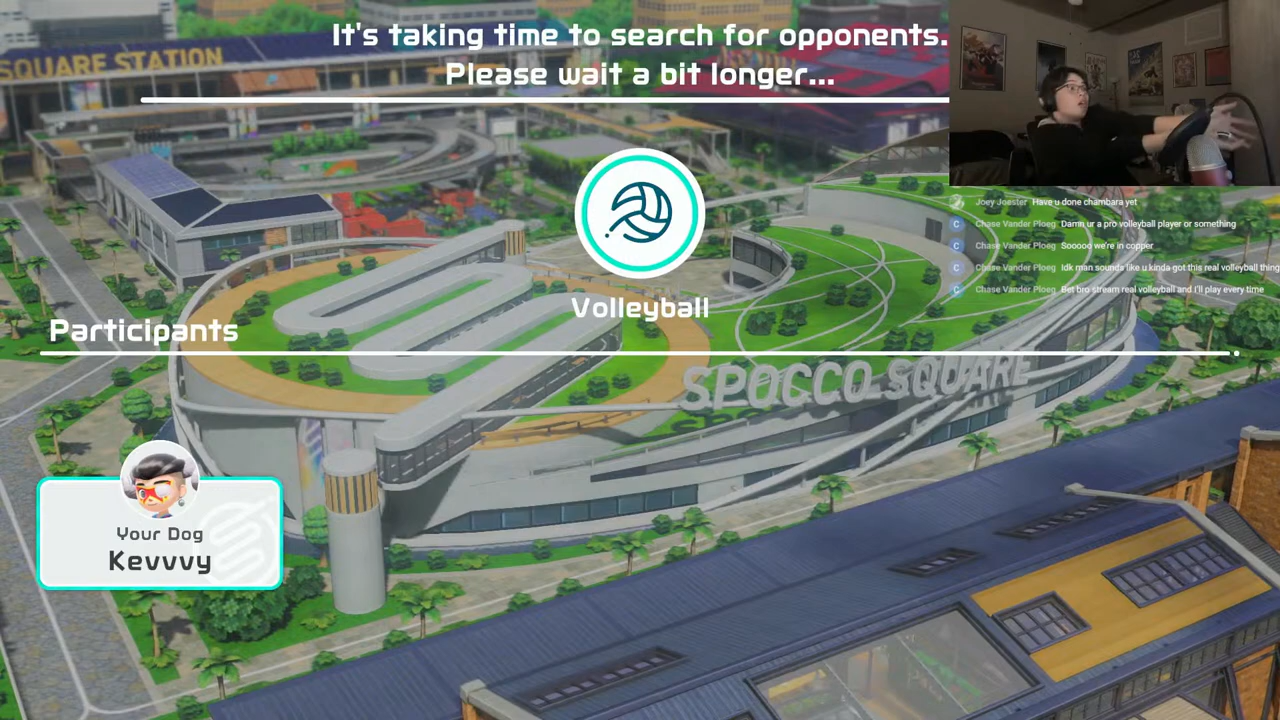 It's taking time to search for opponents.
Please wait a bit longer...
SQUARE STATION
Joey Joester Have u done chambara yet
C Chase Vander Ploeg Damn ur a pro volleyball player or something
C Chase Vander Ploeg Sooooo we're in copper
C Chase Vander Ploeg Idk man sounds like u kinda got this real volleyball thing
C Chase Vander Ploeg Bet bro stream real volleyball and I'll play every time
Volleyball
Participants
SPOCCO SQUARE
Your Dog
Kevvvy